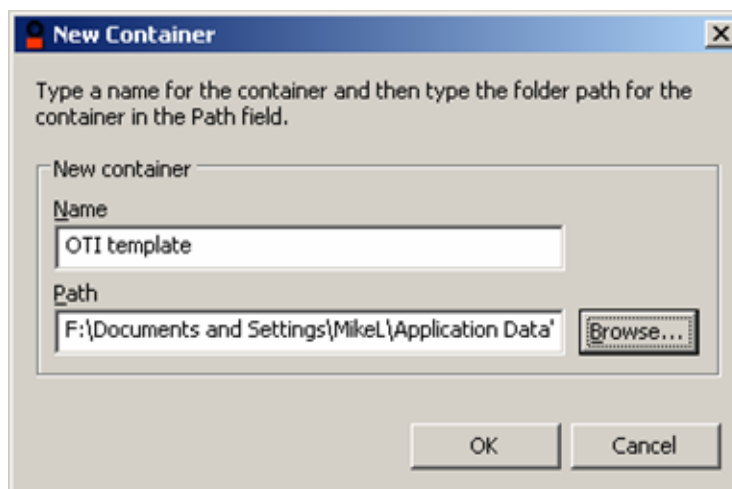 New Container
Type a name for the container and then type the folder path for the
container in the Path field.
New container
Name
OTI template
Path
F:\Documents and Settings\MikeL\Application Data'
Browse...
OK
Cancel